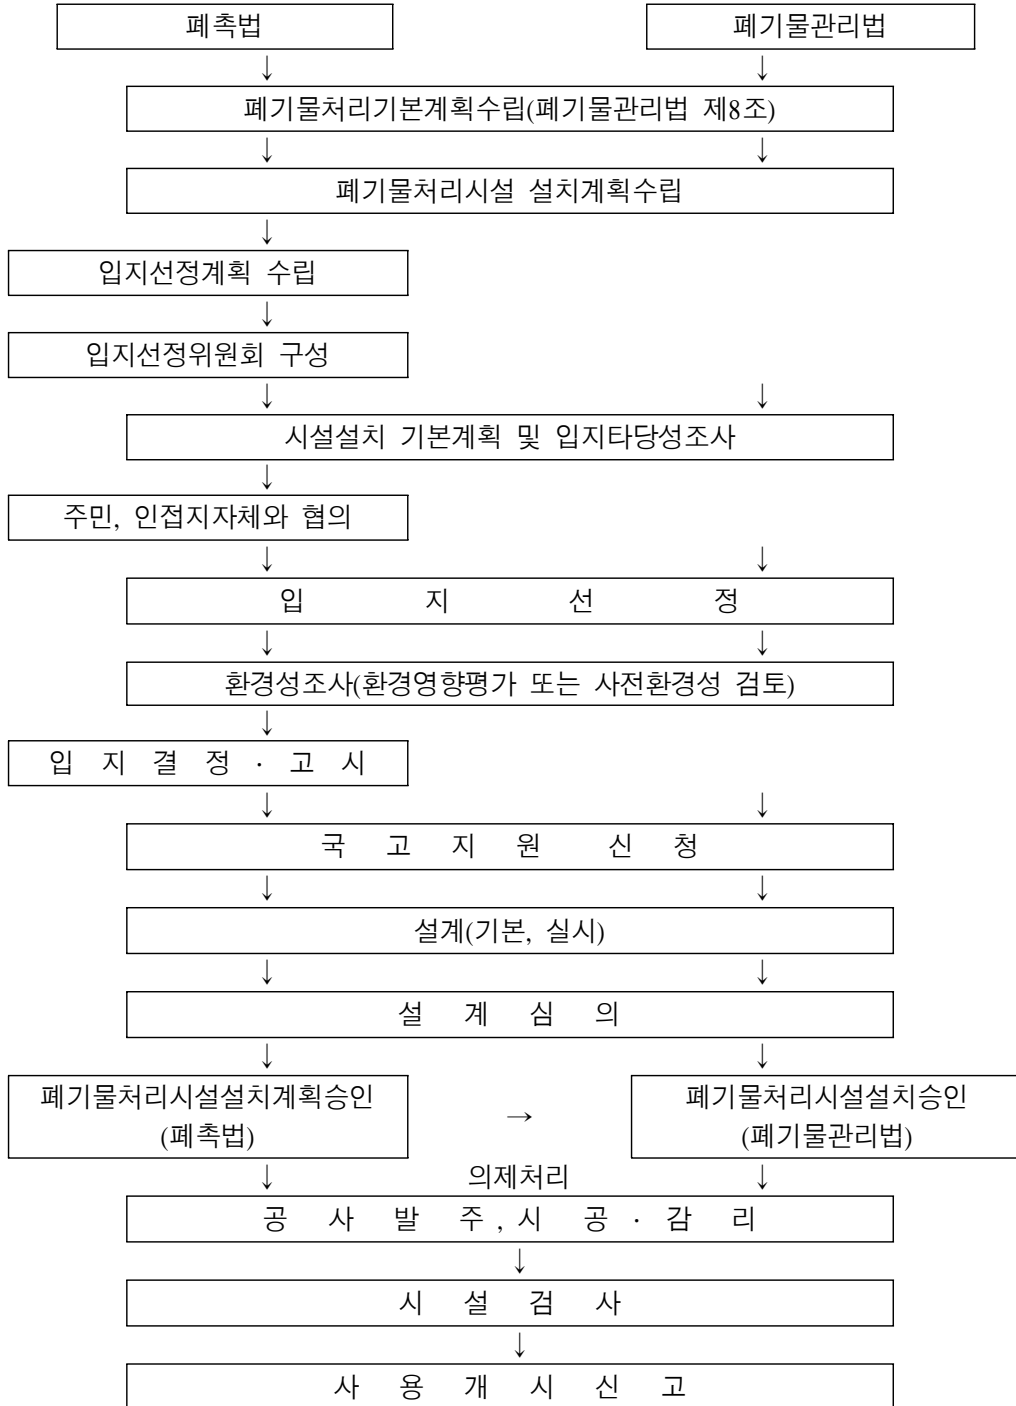 폐촉법
폐기물관리법
↓ ↓
폐기물처리기본계획수립(폐기물관리법 제8조)
↓ ↓
폐기물처리시설 설치계획수립
↓
입지선정계획 수립
↓
입지선정위원회 구성
↓ ↓
시설설치 기본계획 및 입지타당성조사
↓
주민, 인접지자체와 협의
↓ ↓
입 지 선 정
↓ ↓
환경성조사(환경영향평가 또는 사전환경성 검토)
↓
입 지 결 정 · 고 시
↓ ↓
국 고 지 원 신 청
↓ ↓
설계(기본, 실시)
↓ ↓
설 계 심 의
↓ ↓
폐기물처리시설설치계획승인
(폐촉법)
→
폐기물처리시설설치승인
(폐기물관리법)
↓ 의제처리 ↓
공 사 발 주 , 시 공 · 감 리
↓
시 설 검 사
↓
사 용 개 시 신 고